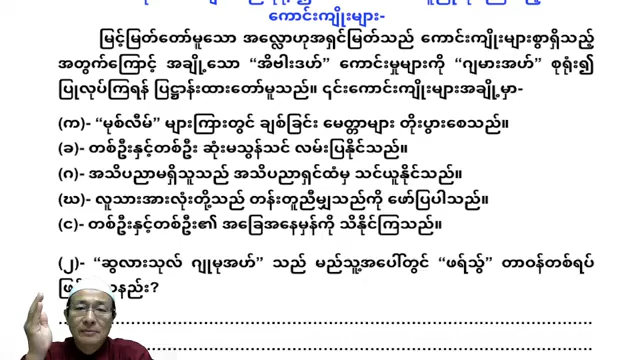 ကောင်းကျိုးများ-
မြင့်မြတ်တော်မူသော အလ္လောဟုအရှင်မြတ်သည် ကောင်းကျိုးများစွာရှိသည့်
အတွက်ကြောင့် အချို့သော “အိဗါးဒဟ်” ကောင်းမှုများကို “ဂျမားအဟ်” စုရုံး၍
ပြုလုပ်ကြရန် ပြဋ္ဌာန်းထားတော်မူသည်။ ၎င်းကောင်းကျိုးများအချို့မှာ-
(က)- “မုစ်လီမ်” များကြားတွင် ချစ်ခြင်း မေတ္တာများ တိုးပွားစေသည်။
(ခ)- တစ်ဦးနှင့်တစ်ဦး ဆုံးမသွန်သင် လမ်းပြနိုင်သည်။
(ဂ)- အသိပညာမရှိသူသည် အသိပညာရှင်ထံမှ သင်ယူနိုင်သည်။
(ဃ)- လူသားအားလုံးတို့သည် တန်းတူညီမျှသည်ကို ဖော်ပြပါသည်။
(င)- တစ်ဦးနှင့်တစ်ဦး၏ အခြေအနေမှန်ကို သိနိုင်ကြသည်။
(၂)- “ဆွလားသုလ် ဂျုမုအဟ်” သည် မည်သူ့အပေါ်တွင် “ဖရ်သွ်” တာဝန်တစ်ရပ်